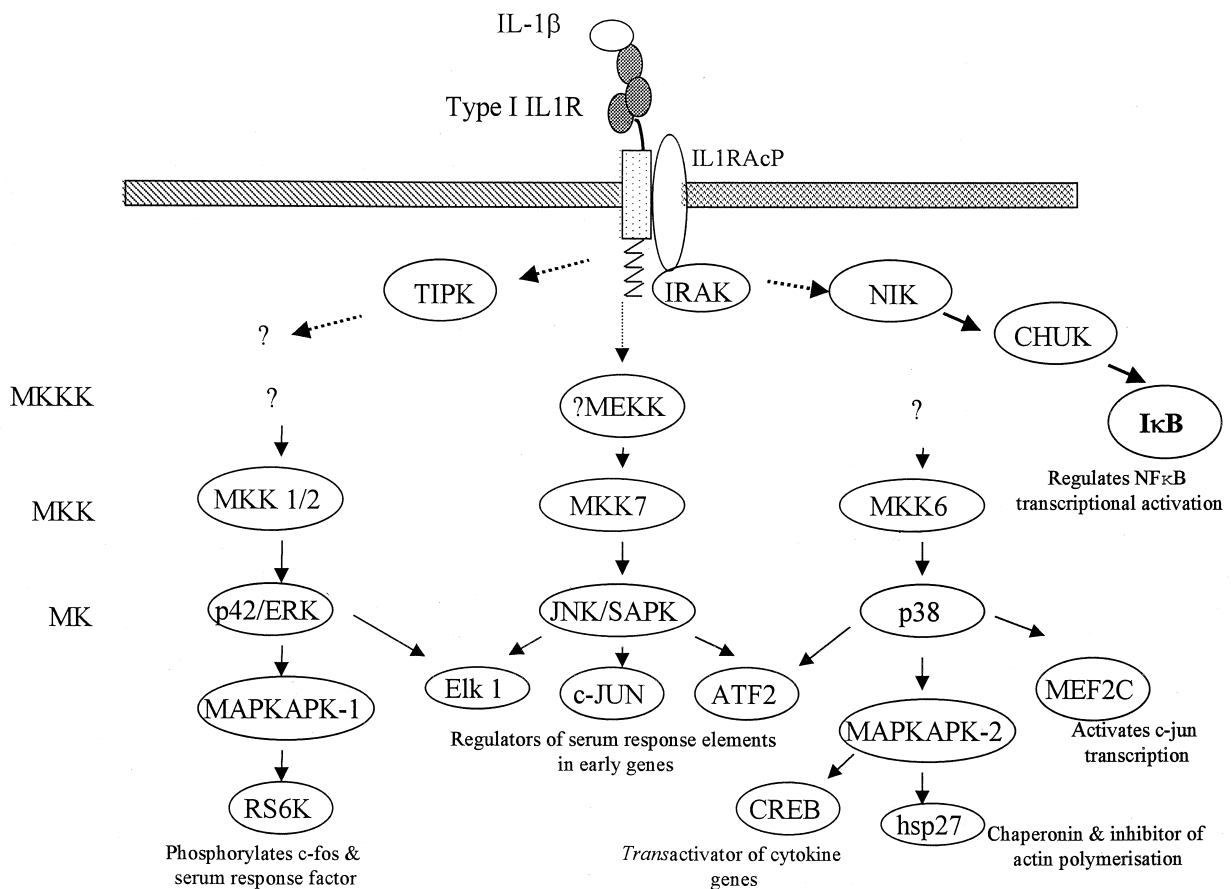 IL-1β
Type I IL1R
IL1RAcP
TIPK
IRAK
NIK
?
CHUK
MKKK
?
?MEKK
?
IκB
Regulates NFκB
transcriptional activation
MKK
MKK 1/2
MKK7
MKK6
MK
p42/ERK
JNK/SAPK
p38
Elk 1
c-JUN
ATF2
MEF2C
Activates c-jun
transcription
MAPKAPK-1
Regulators of serum response elements
in early genes
MAPKAPK-2
RS6K
CREB
hsp27
Phosphorylates c-fos &
serum response factor
Transactivator of cytokine
genes
Chaperonin & inhibitor of
actin polymerisation